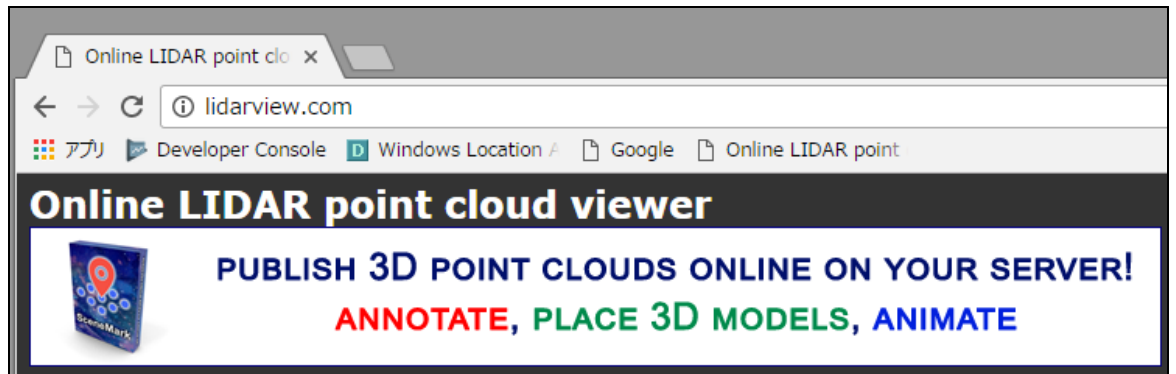 Online LIDAR point clo
lidarview.com
アプリ Developer Console Windows Location A Google Online LIDAR point
Online LIDAR point cloud viewer
PUBLISH 3D POINT CLOUDS ONLINE ON YOUR SERVER!
SceneMark
ANNOTATE, PLACE 3D MODELS, ANIMATE